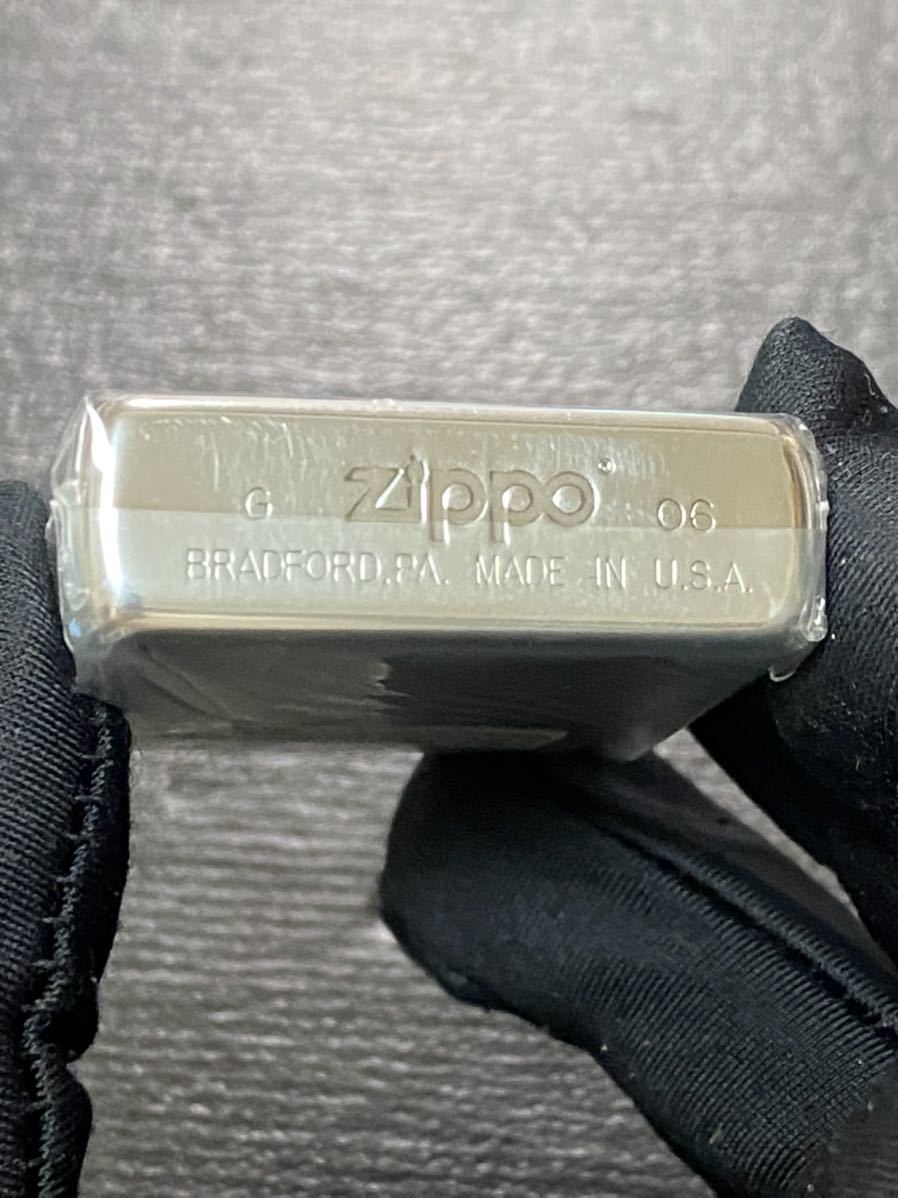 G Zippo® 06
BRADFORD,PA. MADE IN U.S.A.